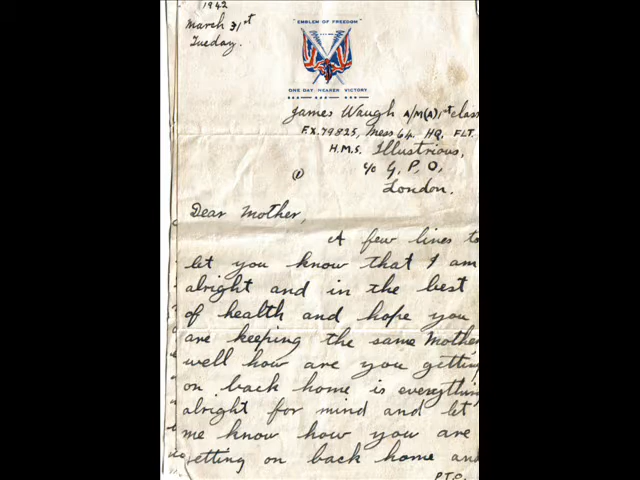 1942
March 31st
Tuesday.
"EMBLEM OF FREEDOM"
ONE DAY NEARER VICTORY
James Waugh A/M(A) 1st class
F.X. 79825, Mess 64. HQ. FLT.
H.M.S. Illustrious,
c/o G, P, O,
London.
(1)
Dear Mother,
A few lines to
let you know that I am
alright and in the best
of health and hope you
are keeping the same Mother
well how are you getting
on back home is everything
alright for mind and let
me know how you are
getting on back home and
P.T.O.